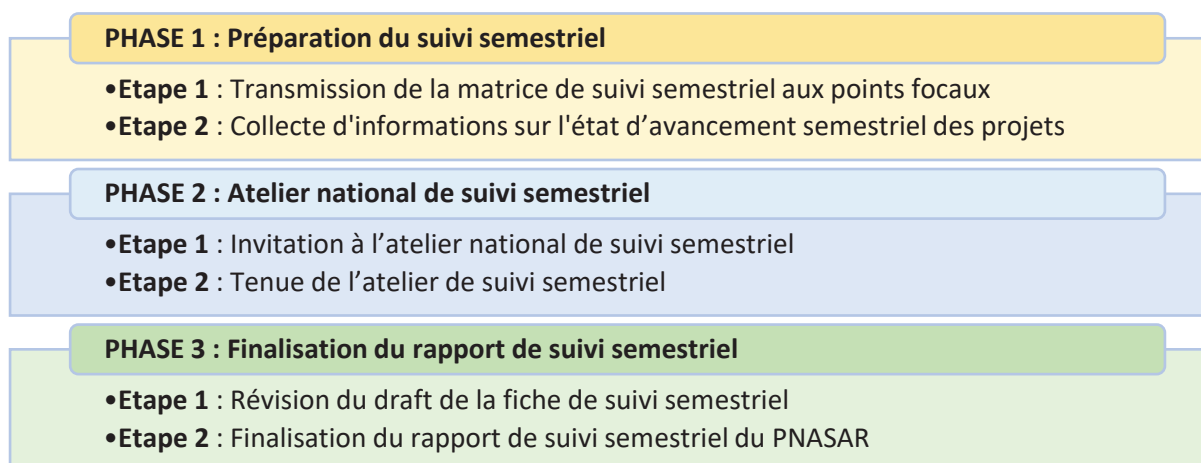 PHASE 1 : Préparation du suivi semestriel
•Etape 1 : Transmission de la matrice de suivi semestriel aux points focaux
•Etape 2 : Collecte d'informations sur l'état d’avancement semestriel des projets
PHASE 2 : Atelier national de suivi semestriel
•Etape 1 : Invitation à l’atelier national de suivi semestriel
•Etape 2 : Tenue de l’atelier de suivi semestriel
PHASE 3 : Finalisation du rapport de suivi semestriel
•Etape 1 : Révision du draft de la fiche de suivi semestriel
•Etape 2 : Finalisation du rapport de suivi semestriel du PNASAR